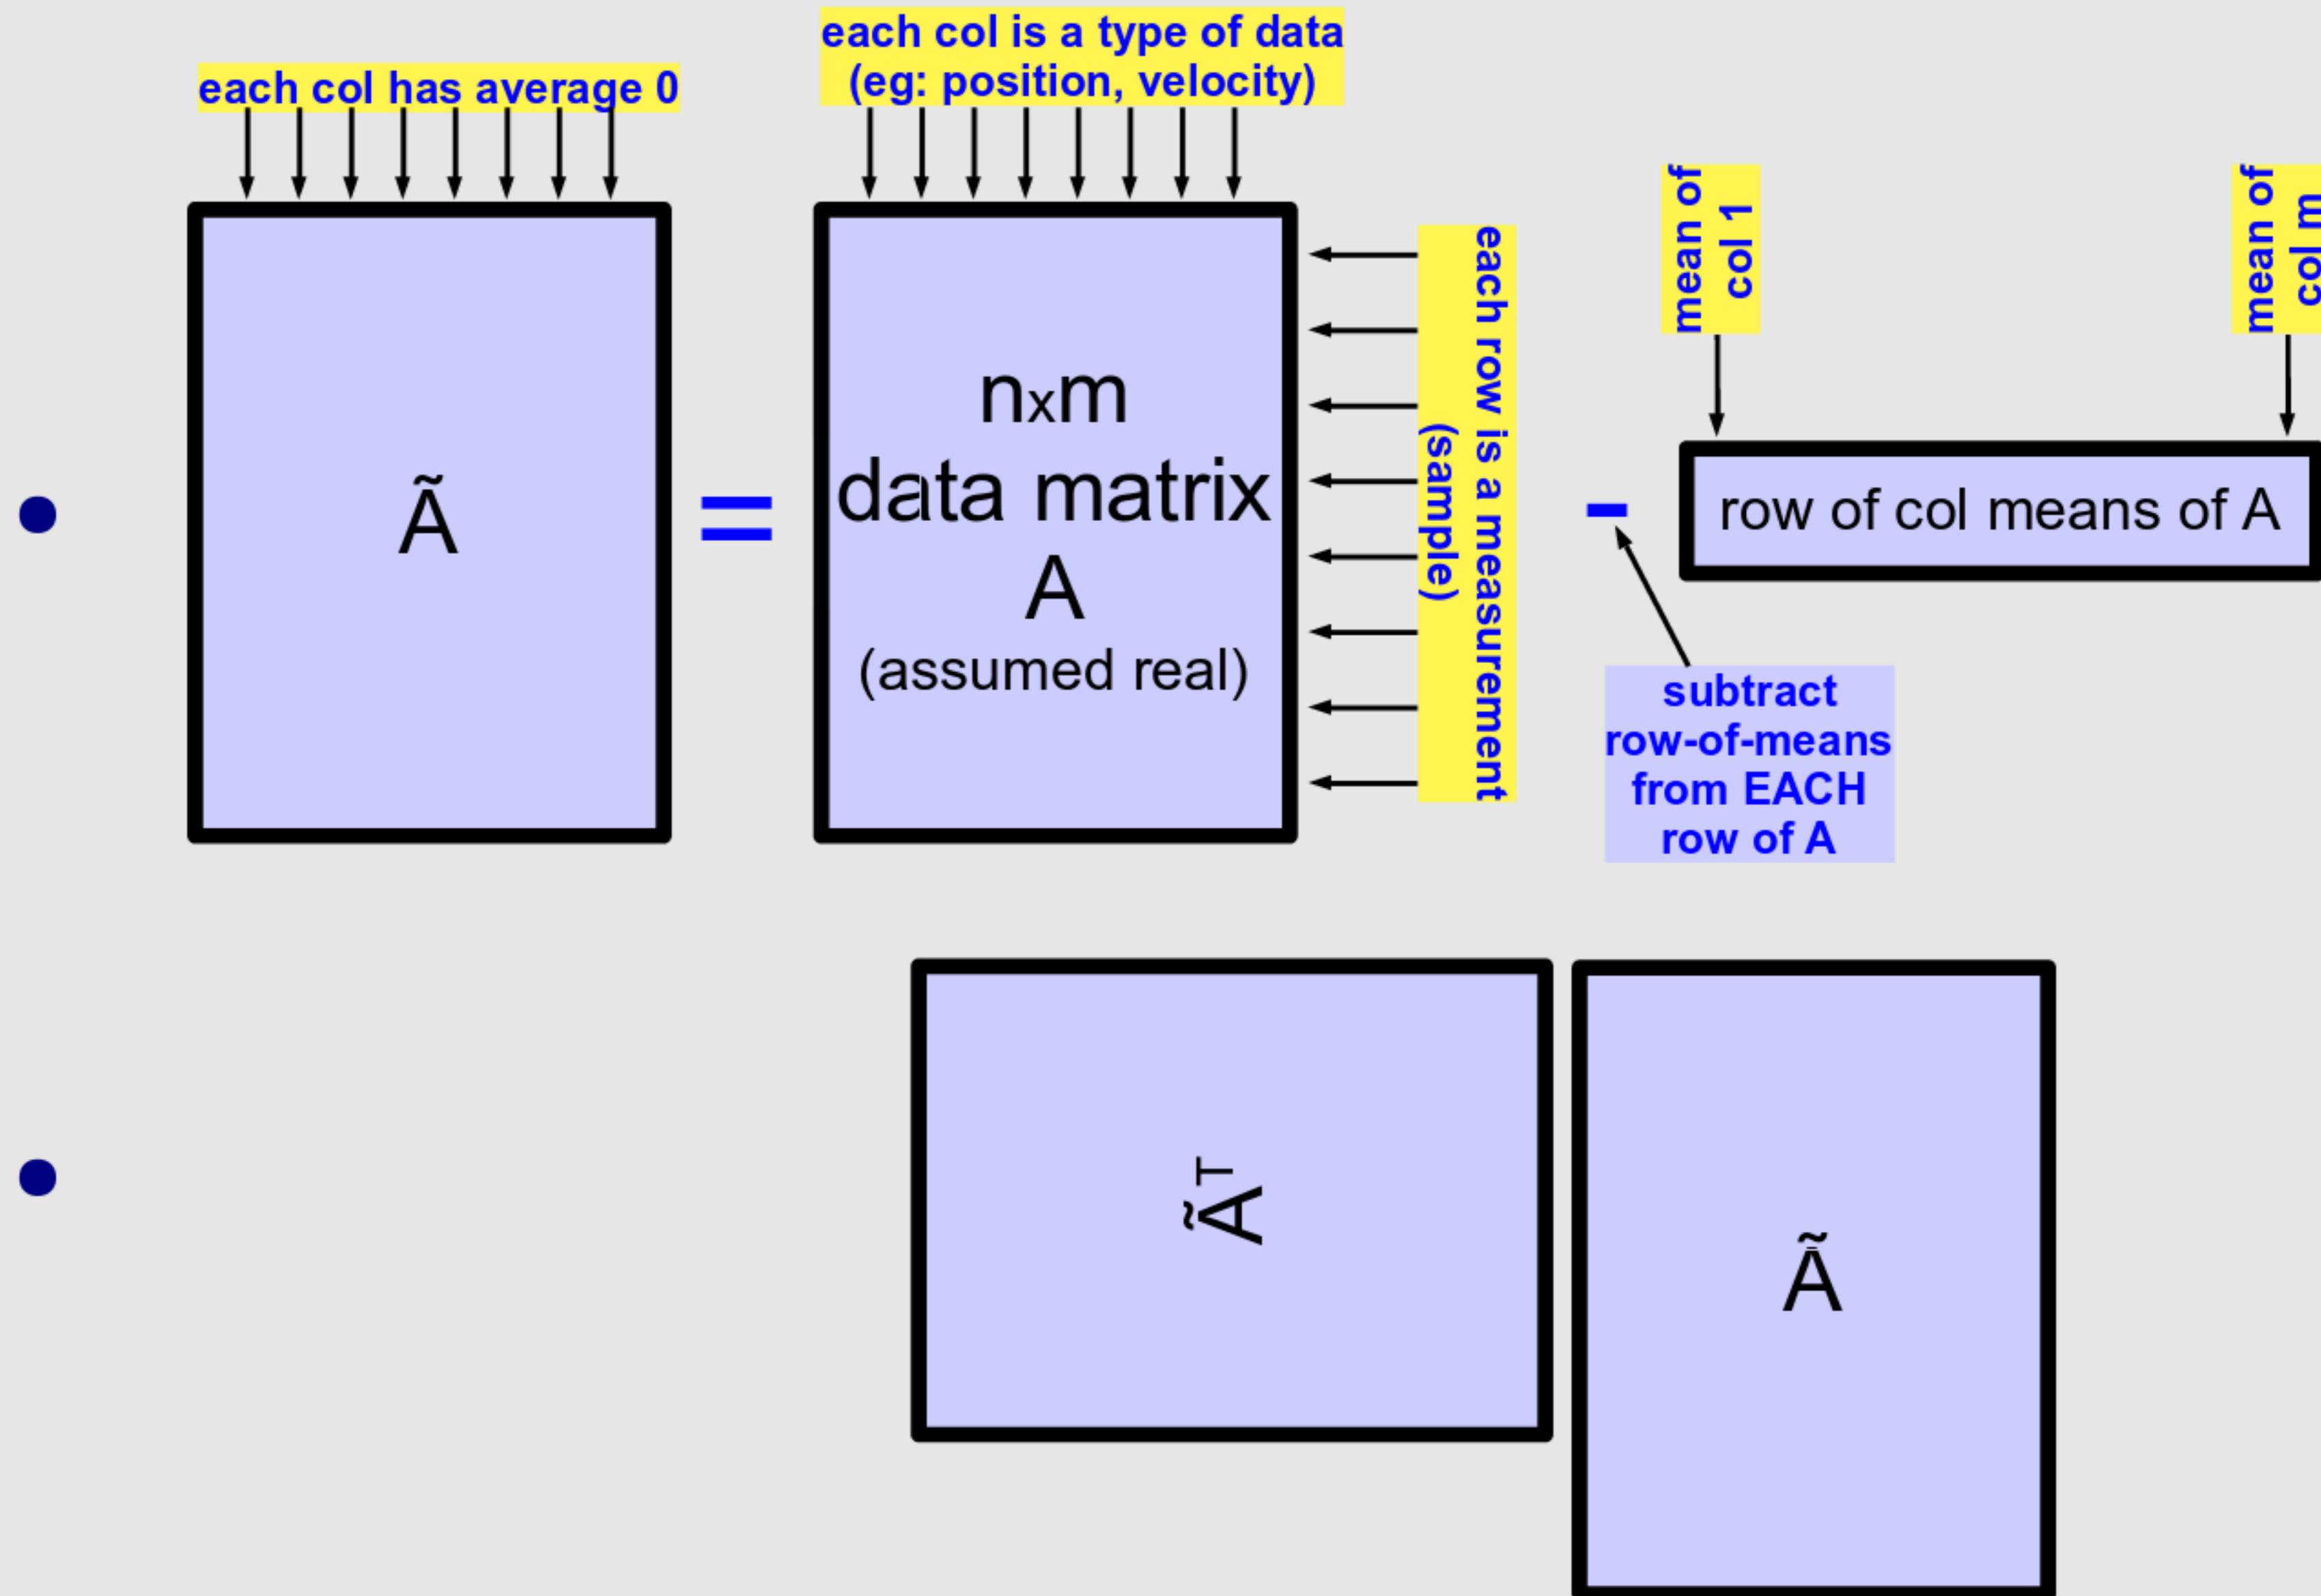 each col has average 0
each col is a type of data
(eg: position, velocity)
mean of
col 1
mean of
col m
Ã
=
nxm
data matrix
A
(assumed real)
each row is a measurement
(sample)
-
row of col means of A
subtract
row-of-means
from EACH
row of A
Ãᵀ
Ã